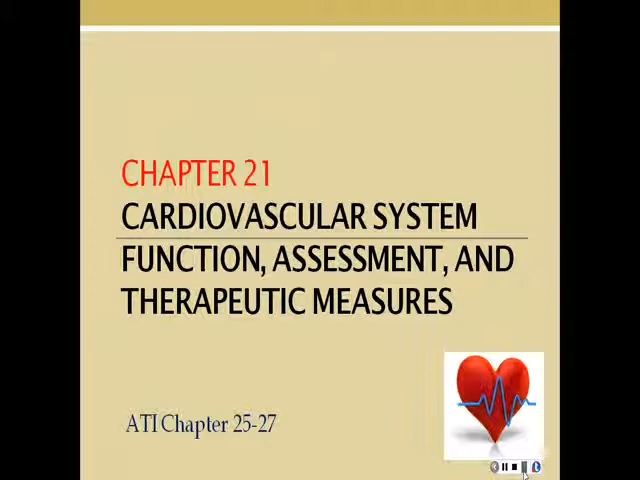 CHAPTER 21
CARDIOVASCULAR SYSTEM
FUNCTION, ASSESSMENT, AND
THERAPEUTIC MEASURES
ATI Chapter 25-27